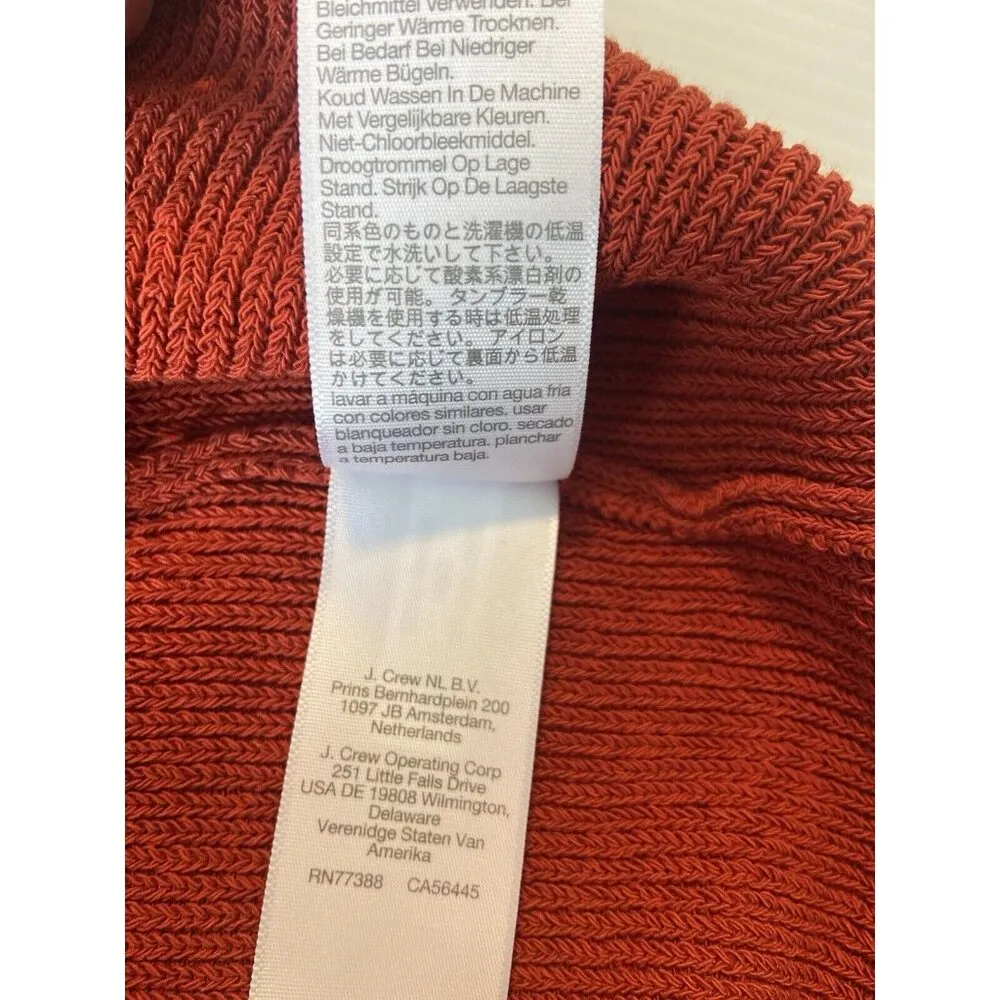 Bleichmittel Verwenden. Bei
Geringer Wärme Trocknen.
Bei Bedarf Bei Niedriger
Wärme Bügeln.
Koud Wassen In De Machine
Met Vergelijkbare Kleuren.
Niet-Chloorbleekmiddel.
Droogtrommel Op Lage
Stand. Strijk Op De Laagste
Stand.
同系色のものと洗濯機の低温
設定で水洗いして下さい。
必要に応じて酸素系漂白剤の
使用が可能。タンブラー乾
燥機を使用する時は低温処理
をしてください。アイロン
は必要に応じて裏面から低温
かけてください。
lavar a máquina con agua fría
con colores similares. usar
blanqueador sin cloro. secado
a baja temperatura. planchar
a temperatura baja.
J. Crew NL B.V.
Prins Bernhardplein 200
1097 JB Amsterdam,
Netherlands
J. Crew Operating Corp
251 Little Falls Drive
USA DE 19808 Wilmington,
Delaware
Verenidge Staten Van
Amerika
RN77388 CA56445